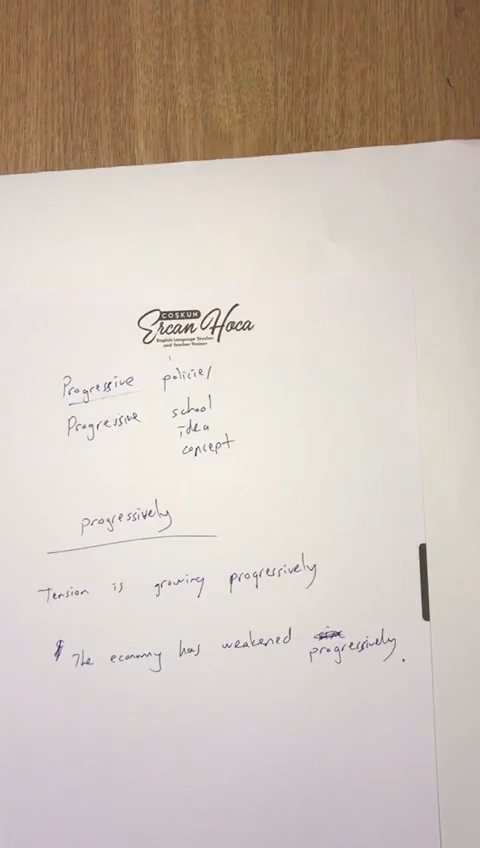 COŞKUN
Ercan Hoca
English Language Teacher
and Teacher Trainer
Progressive policies
Progressive school
idea
concept
progressively
Tension is growing progressively
The economy has weakened progressively.